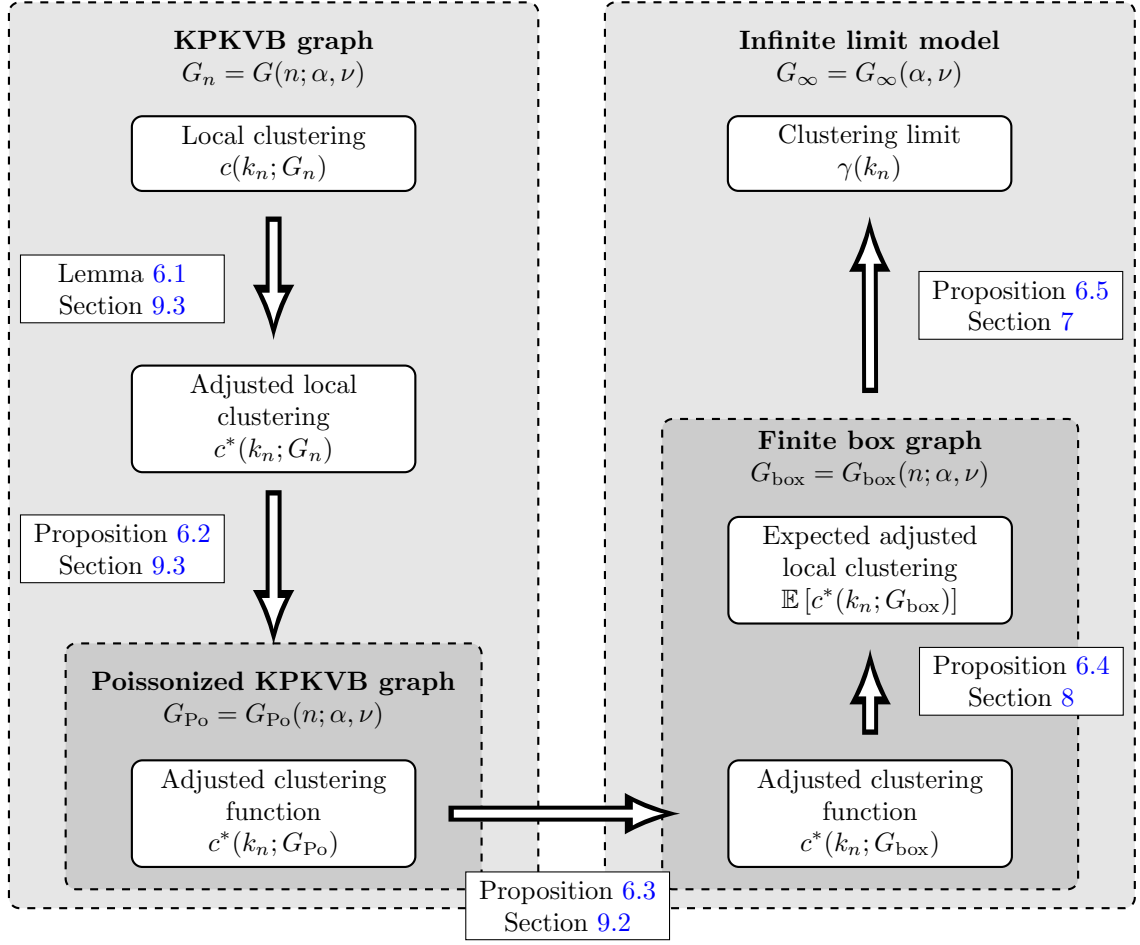 KPKVB graph
G_n = G(n; α, ν)
Local clustering
c(k_n; G_n)
Lemma 6.1
Section 9.3
Adjusted local
clustering
c*(k_n; G_n)
Proposition 6.2
Section 9.3
Poissonized KPKVB graph
G_Po = G_Po(n; α, ν)
Adjusted clustering
function
c*(k_n; G_Po)
Proposition 6.3
Section 9.2
Infinite limit model
G_∞ = G_∞(α, ν)
Clustering limit
γ(k_n)
Proposition 6.5
Section 7
Finite box graph
G_box = G_box(n; α, ν)
Expected adjusted
local clustering
𝔼 [c*(k_n; G_box)]
Proposition 6.4
Section 8
Adjusted clustering
function
c*(k_n; G_box)